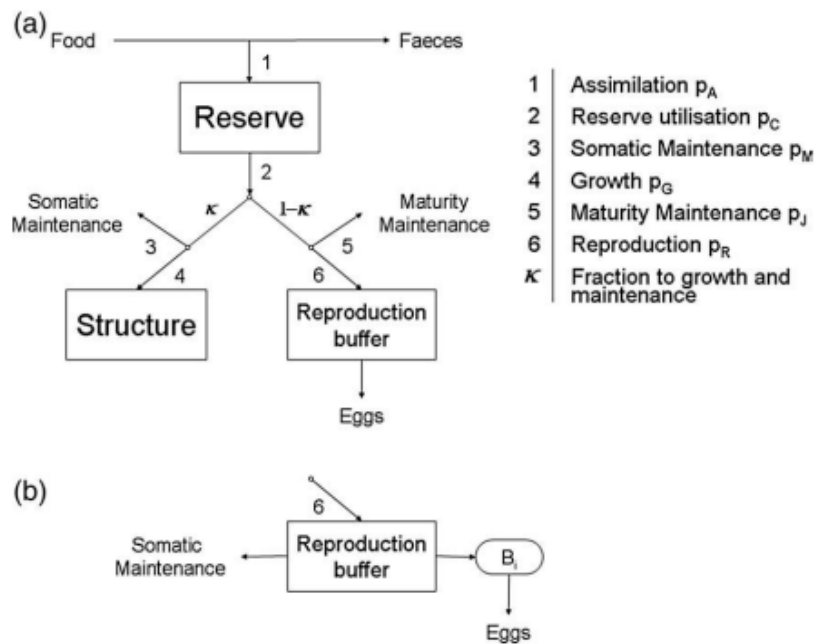 (a)
Food
Faeces
1
Reserve
2
κ
1–κ
Somatic
Maintenance
Maturity
Maintenance
3
4
5
6
Structure
Reproduction
buffer
Eggs
1 Assimilation pA
2 Reserve utilisation pC
3 Somatic Maintenance pM
4 Growth pG
5 Maturity Maintenance pJ
6 Reproduction pR
κ Fraction to growth and
maintenance
(b)
6
Somatic
Maintenance
Reproduction
buffer
Eggs